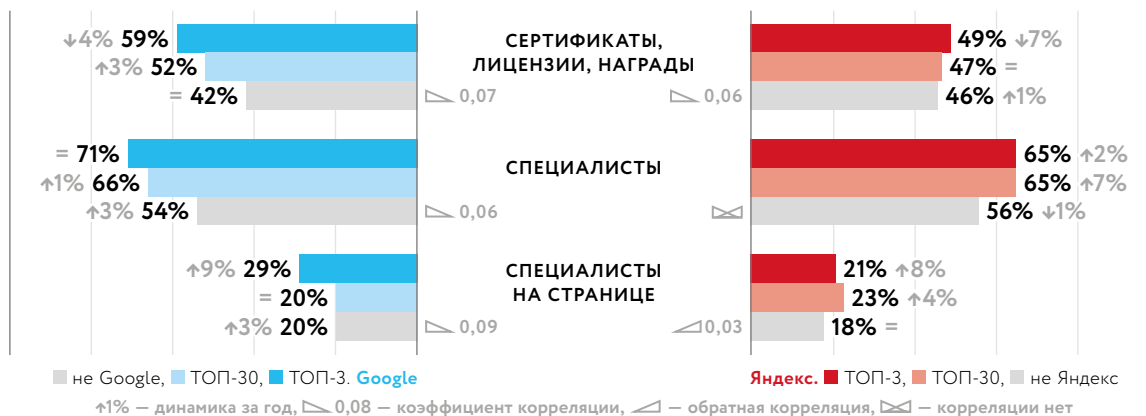 ↓4% 59% СЕРТИФИКАТЫ, 49% ↓7%
↑3% 52% ЛИЦЕНЗИИ, НАГРАДЫ 47% =
= 42% 0,07 0,06 46% ↑1%
= 71% СПЕЦИАЛИСТЫ 65% ↑2%
↑1% 66% 65% ↑7%
↑3% 54% 0,06 56% ↓1%
↑9% 29% СПЕЦИАЛИСТЫ 21% ↑8%
= 20% НА СТРАНИЦЕ 23% ↑4%
↑3% 20% 0,09 0,03 18% =
не Google, ТОП-30, ТОП-3. Google Яндекс. ТОП-3, ТОП-30, не Яндекс
↑1% — динамика за год, 0,08 — коэффициент корреляции, — обратная корреляция, — корреляции нет